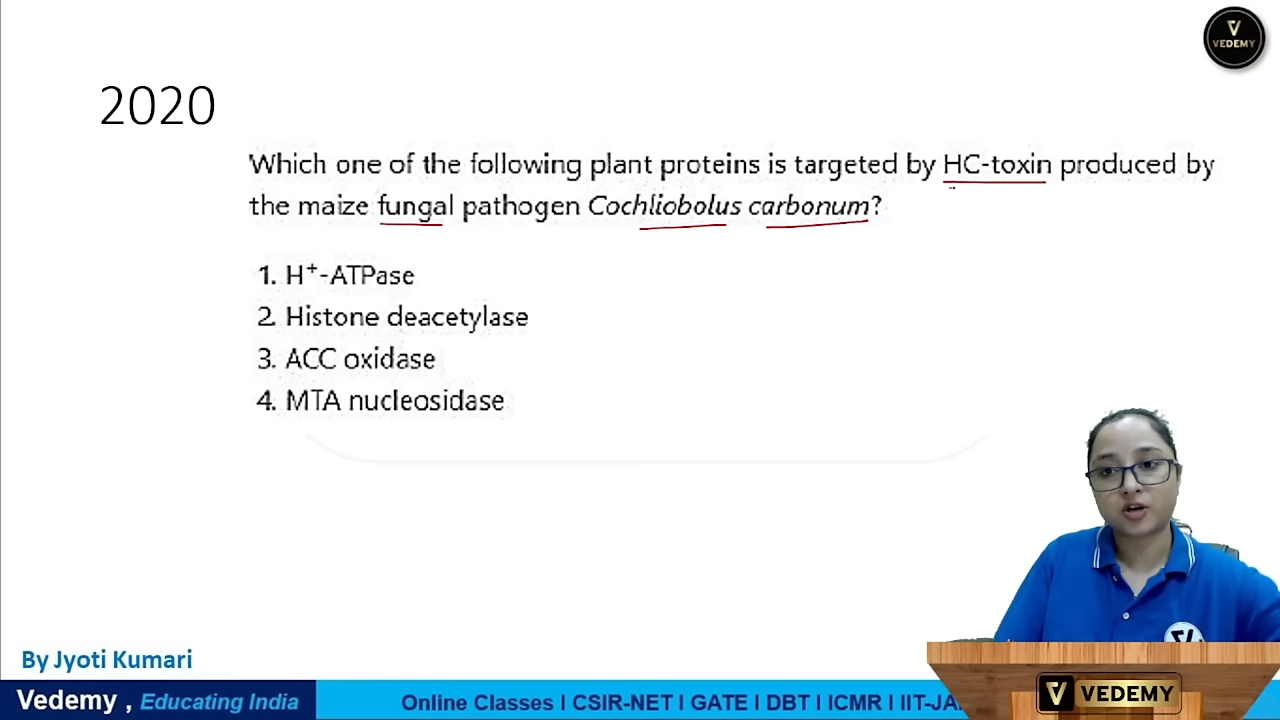 VEDEMY
2020
Which one of the following plant proteins is targeted by HC-toxin produced by
the maize fungal pathogen Cochliobolus carbonum?
1. H⁺-ATPase
2. Histone deacetylase
3. ACC oxidase
4. MTA nucleosidase
By Jyoti Kumari
Vedemy , Educating India
Online Classes I CSIR-NET I GATE I DBT I ICMR I IIT-JA
VEDEMY